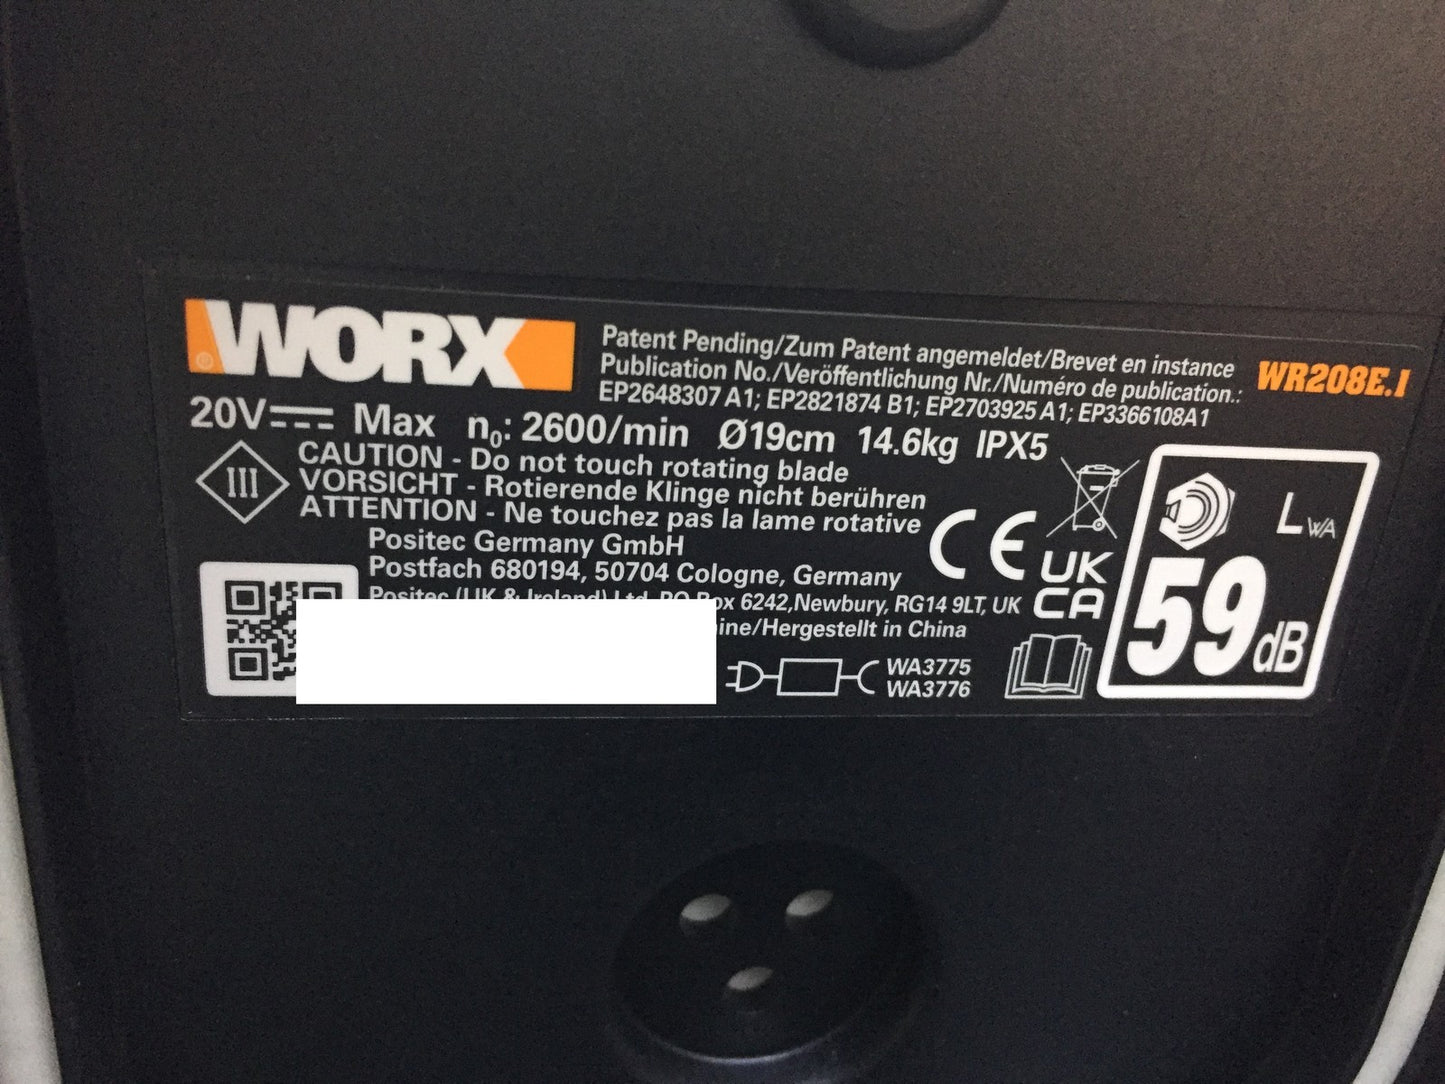 WORX®
Patent Pending/Zum Patent angemeldet/Brevet en instance
Publication No./Veröffentlichung Nr./Numéro de publication.:
EP2648307 A1; EP2821874 B1; EP2703925 A1; EP3366108A1
WR208E.1
20V Max n0: 2600/min Ø19cm 14.6kg IPX5
III
CAUTION - Do not touch rotating blade
VORSICHT - Rotierende Klinge nicht berühren
ATTENTION - Ne touchez pas la lame rotative
Positec Germany GmbH
Postfach 680194, 50704 Cologne, Germany
Positec (UK & Ireland) Ltd, PO Box 6242,Newbury, RG14 9LT, UK
/Hergestellt in China
WA3775
WA3776
CE
UK
CA
LWA
59dB